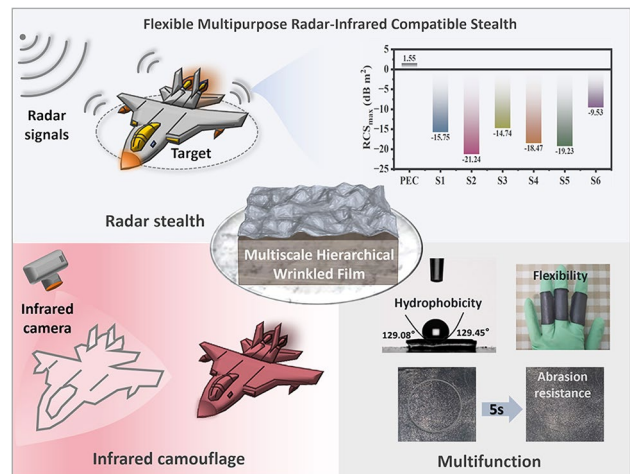 Flexible Multipurpose Radar-Infrared Compatible Stealth
Radar
signals
Target
Radar stealth
RCSmax (dB m²)
5
0
-5
-10
-15
-20
-25
1.55
-15.75
-21.24
-14.74
-18.47
-19.23
-9.53
PEC S1 S2 S3 S4 S5 S6
Multiscale Hierarchical
Wrinkled Film
Infrared
camera
Infrared camouflage
Hydrophobicity
129.08° 129.45°
Flexibility
5s
Abrasion
resistance
Multifunction